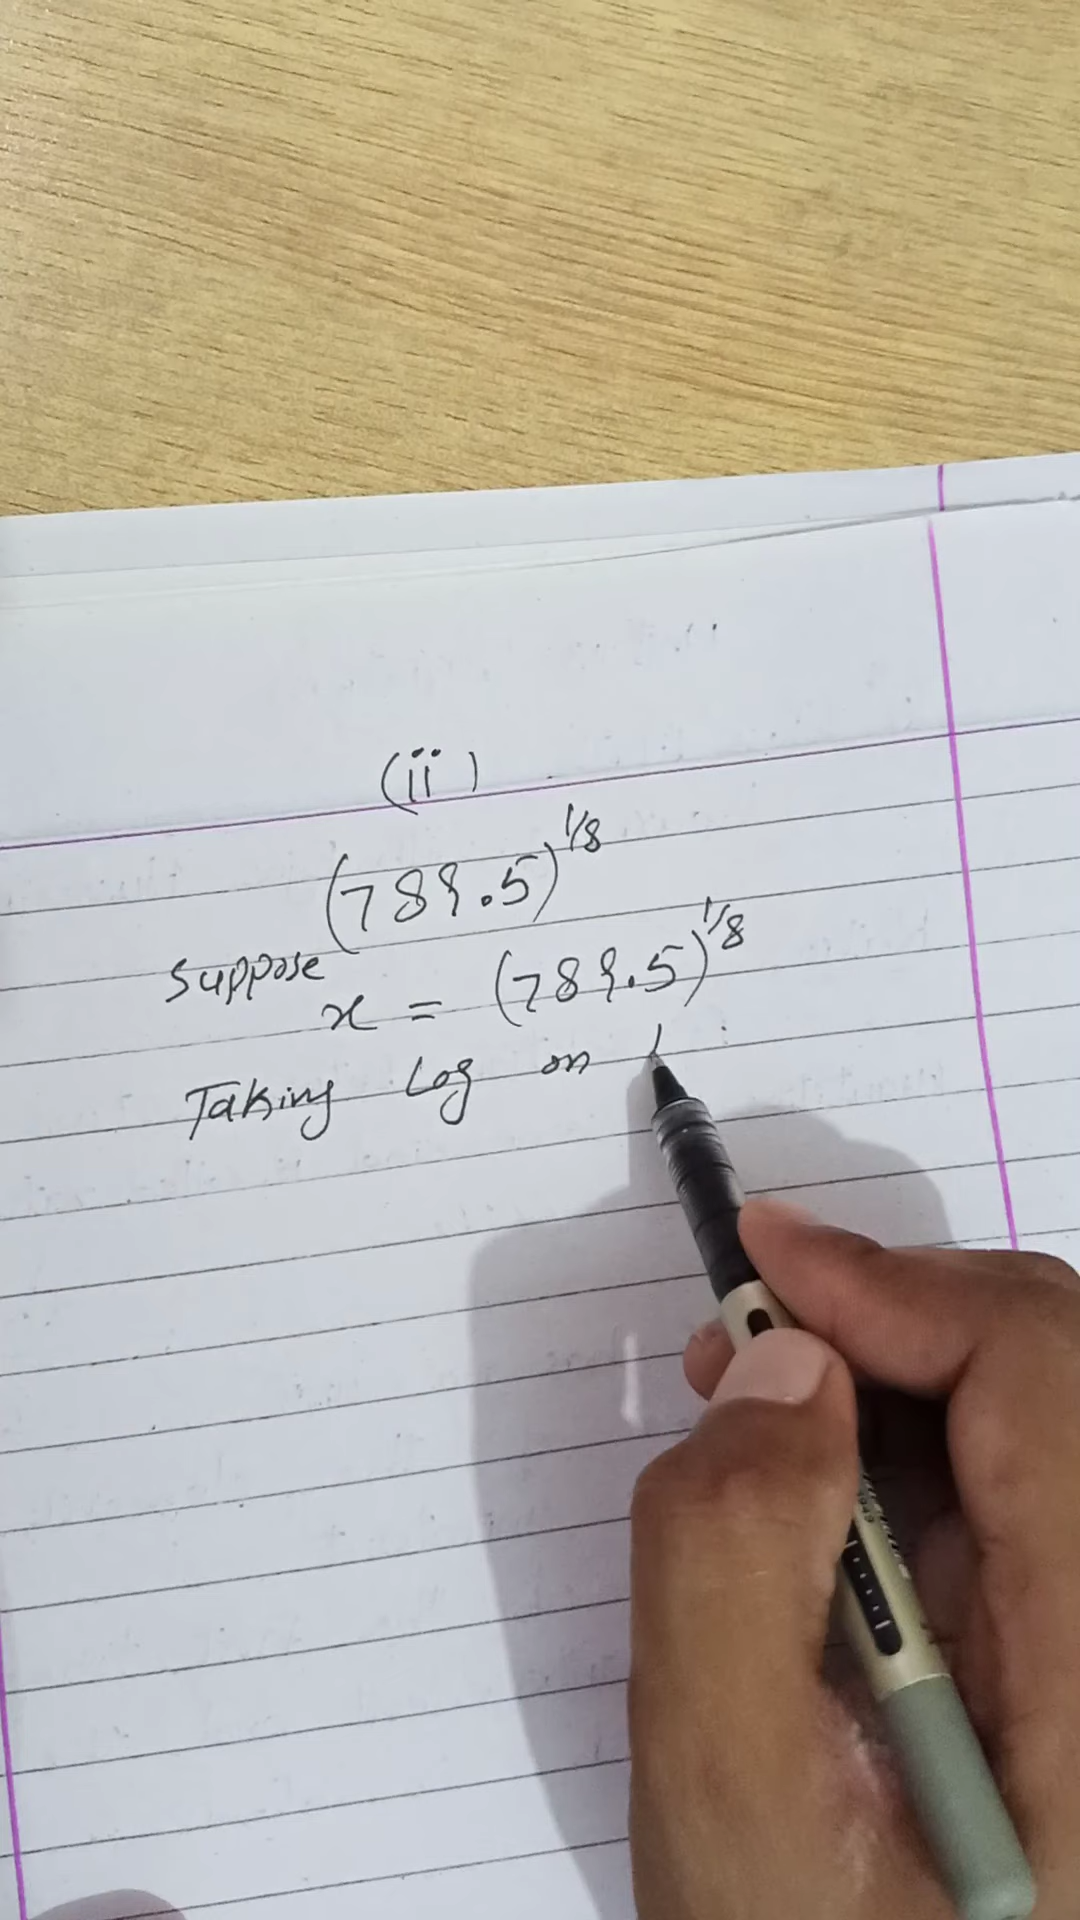 (ii)
(789.5)^1/8
Suppose
x = (789.5)^1/8
Taking Log on